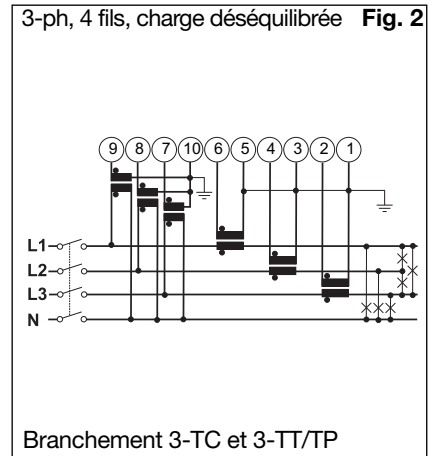 3-ph, 4 fils, charge déséquilibrée Fig. 2
9 8 7 10 6 5 4 3 2 1
L1
L2
L3
N
Branchement 3-TC et 3-TT/TP